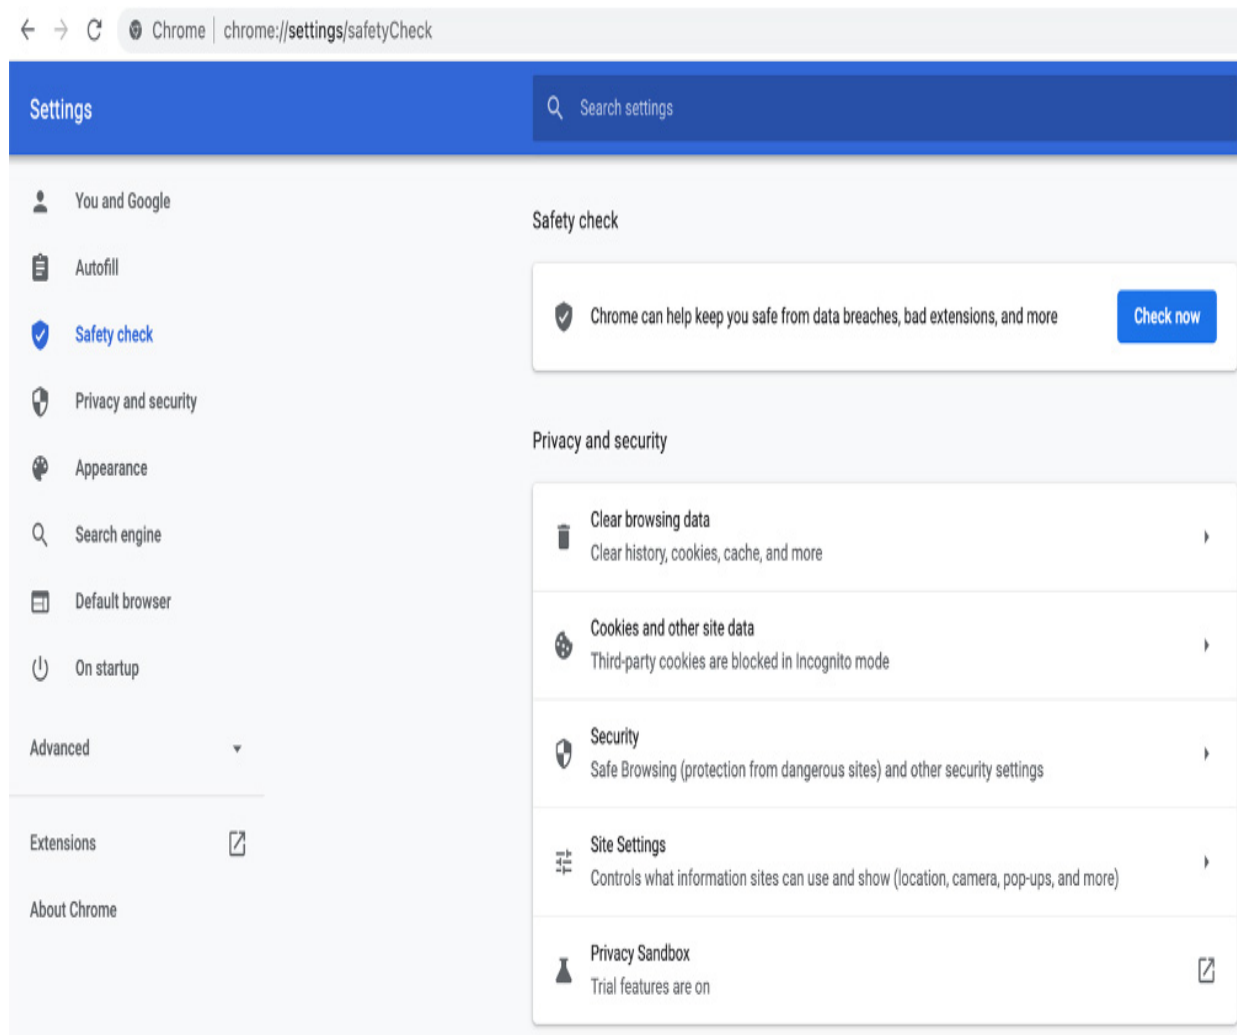 Chrome | chrome://settings/safetyCheck
Settings
Search settings
You and Google
Autofill
Safety check
Privacy and security
Appearance
Search engine
Default browser
On startup
Advanced
Extensions
About Chrome
Safety check
Chrome can help keep you safe from data breaches, bad extensions, and more
Check now
Privacy and security
Clear browsing data
Clear history, cookies, cache, and more
Cookies and other site data
Third-party cookies are blocked in Incognito mode
Security
Safe Browsing (protection from dangerous sites) and other security settings
Site Settings
Controls what information sites can use and show (location, camera, pop-ups, and more)
Privacy Sandbox
Trial features are on